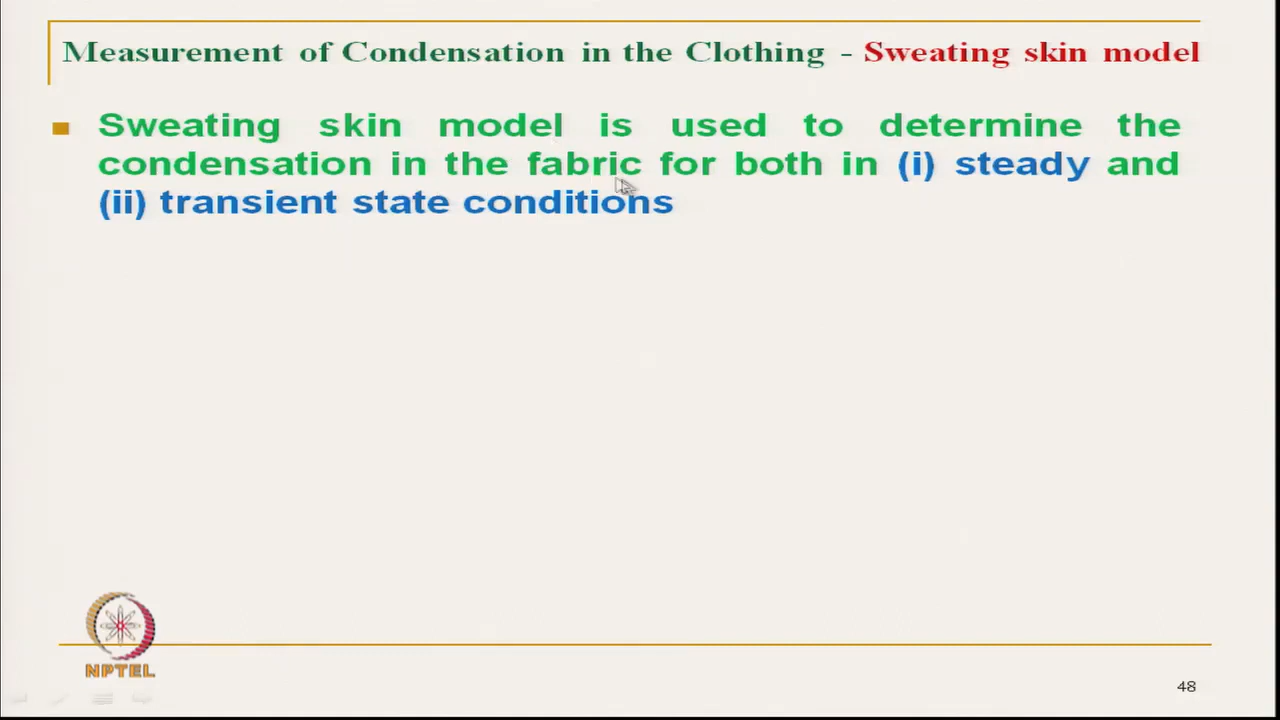 Measurement of Condensation in the Clothing - Sweating skin model
Sweating skin model is used to determine the
condensation in the fabric for both in (i) steady and
(ii) transient state conditions
NPTEL
48